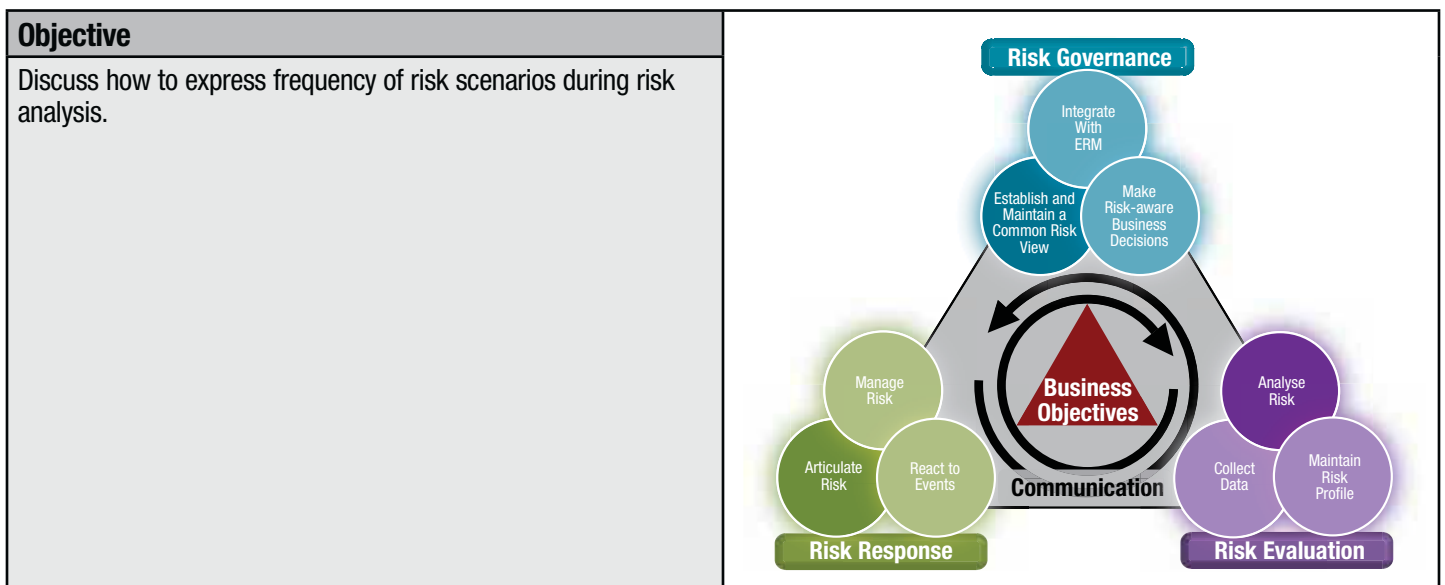 Objective
Discuss how to express frequency of risk scenarios during risk
analysis.
Risk Governance
Integrate
With
ERM
Establish and
Maintain a
Common Risk
View
Make
Risk-aware
Business
Decisions
Business
Objectives
Manage
Risk
Articulate
Risk
React to
Events
Risk Response
Communication
Analyse
Risk
Collect
Data
Maintain
Risk
Profile
Risk Evaluation